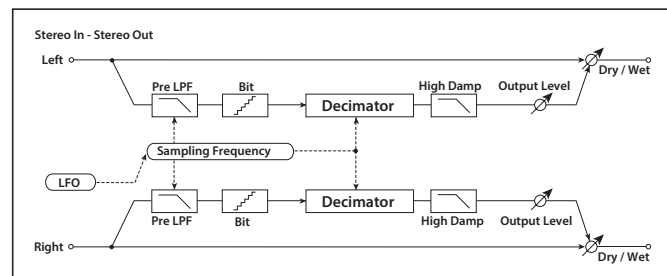 Stereo In - Stereo Out
Left
Dry / Wet
Pre LPF
Bit
Decimator
High Damp
Output Level
Sampling Frequency
LFO
Decimator
Pre LPF
Bit
High Damp
Output Level
Right
Dry / Wet